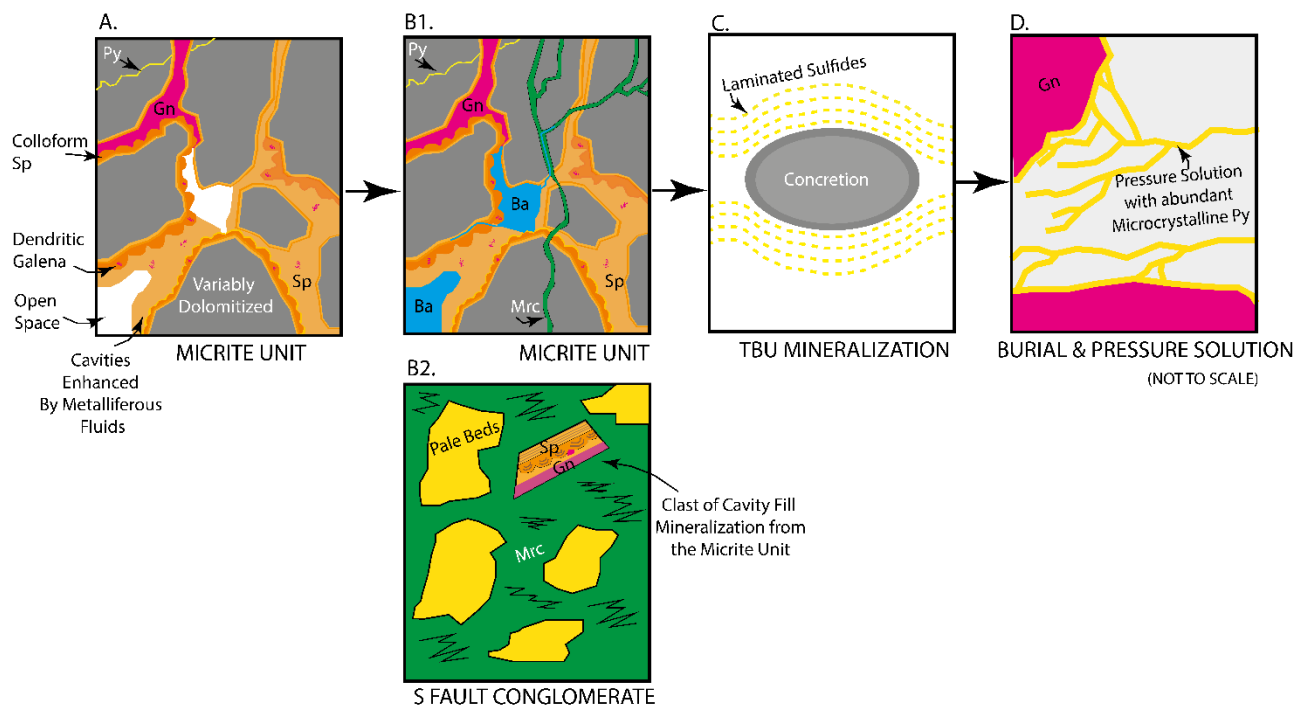 A.
Py
Gn
Colloform
Sp
Dendritic
Galena
Open
Space
Variably
Dolomitized
Sp
Cavities
Enhanced
By Metalliferous
Fluids
MICRITE UNIT
B1.
Py
Gn
Ba
Ba
Sp
Mrc
MICRITE UNIT
B2.
Pale Beds
Sp
Gn
Mrc
Clast of Cavity Fill
Mineralization from
the Micrite Unit
S FAULT CONGLOMERATE
C.
Laminated Sulfides
Concretion
TBU MINERALIZATION
D.
Gn
Pressure Solution
with abundant
Microcrystalline Py
BURIAL & PRESSURE SOLUTION
(NOT TO SCALE)